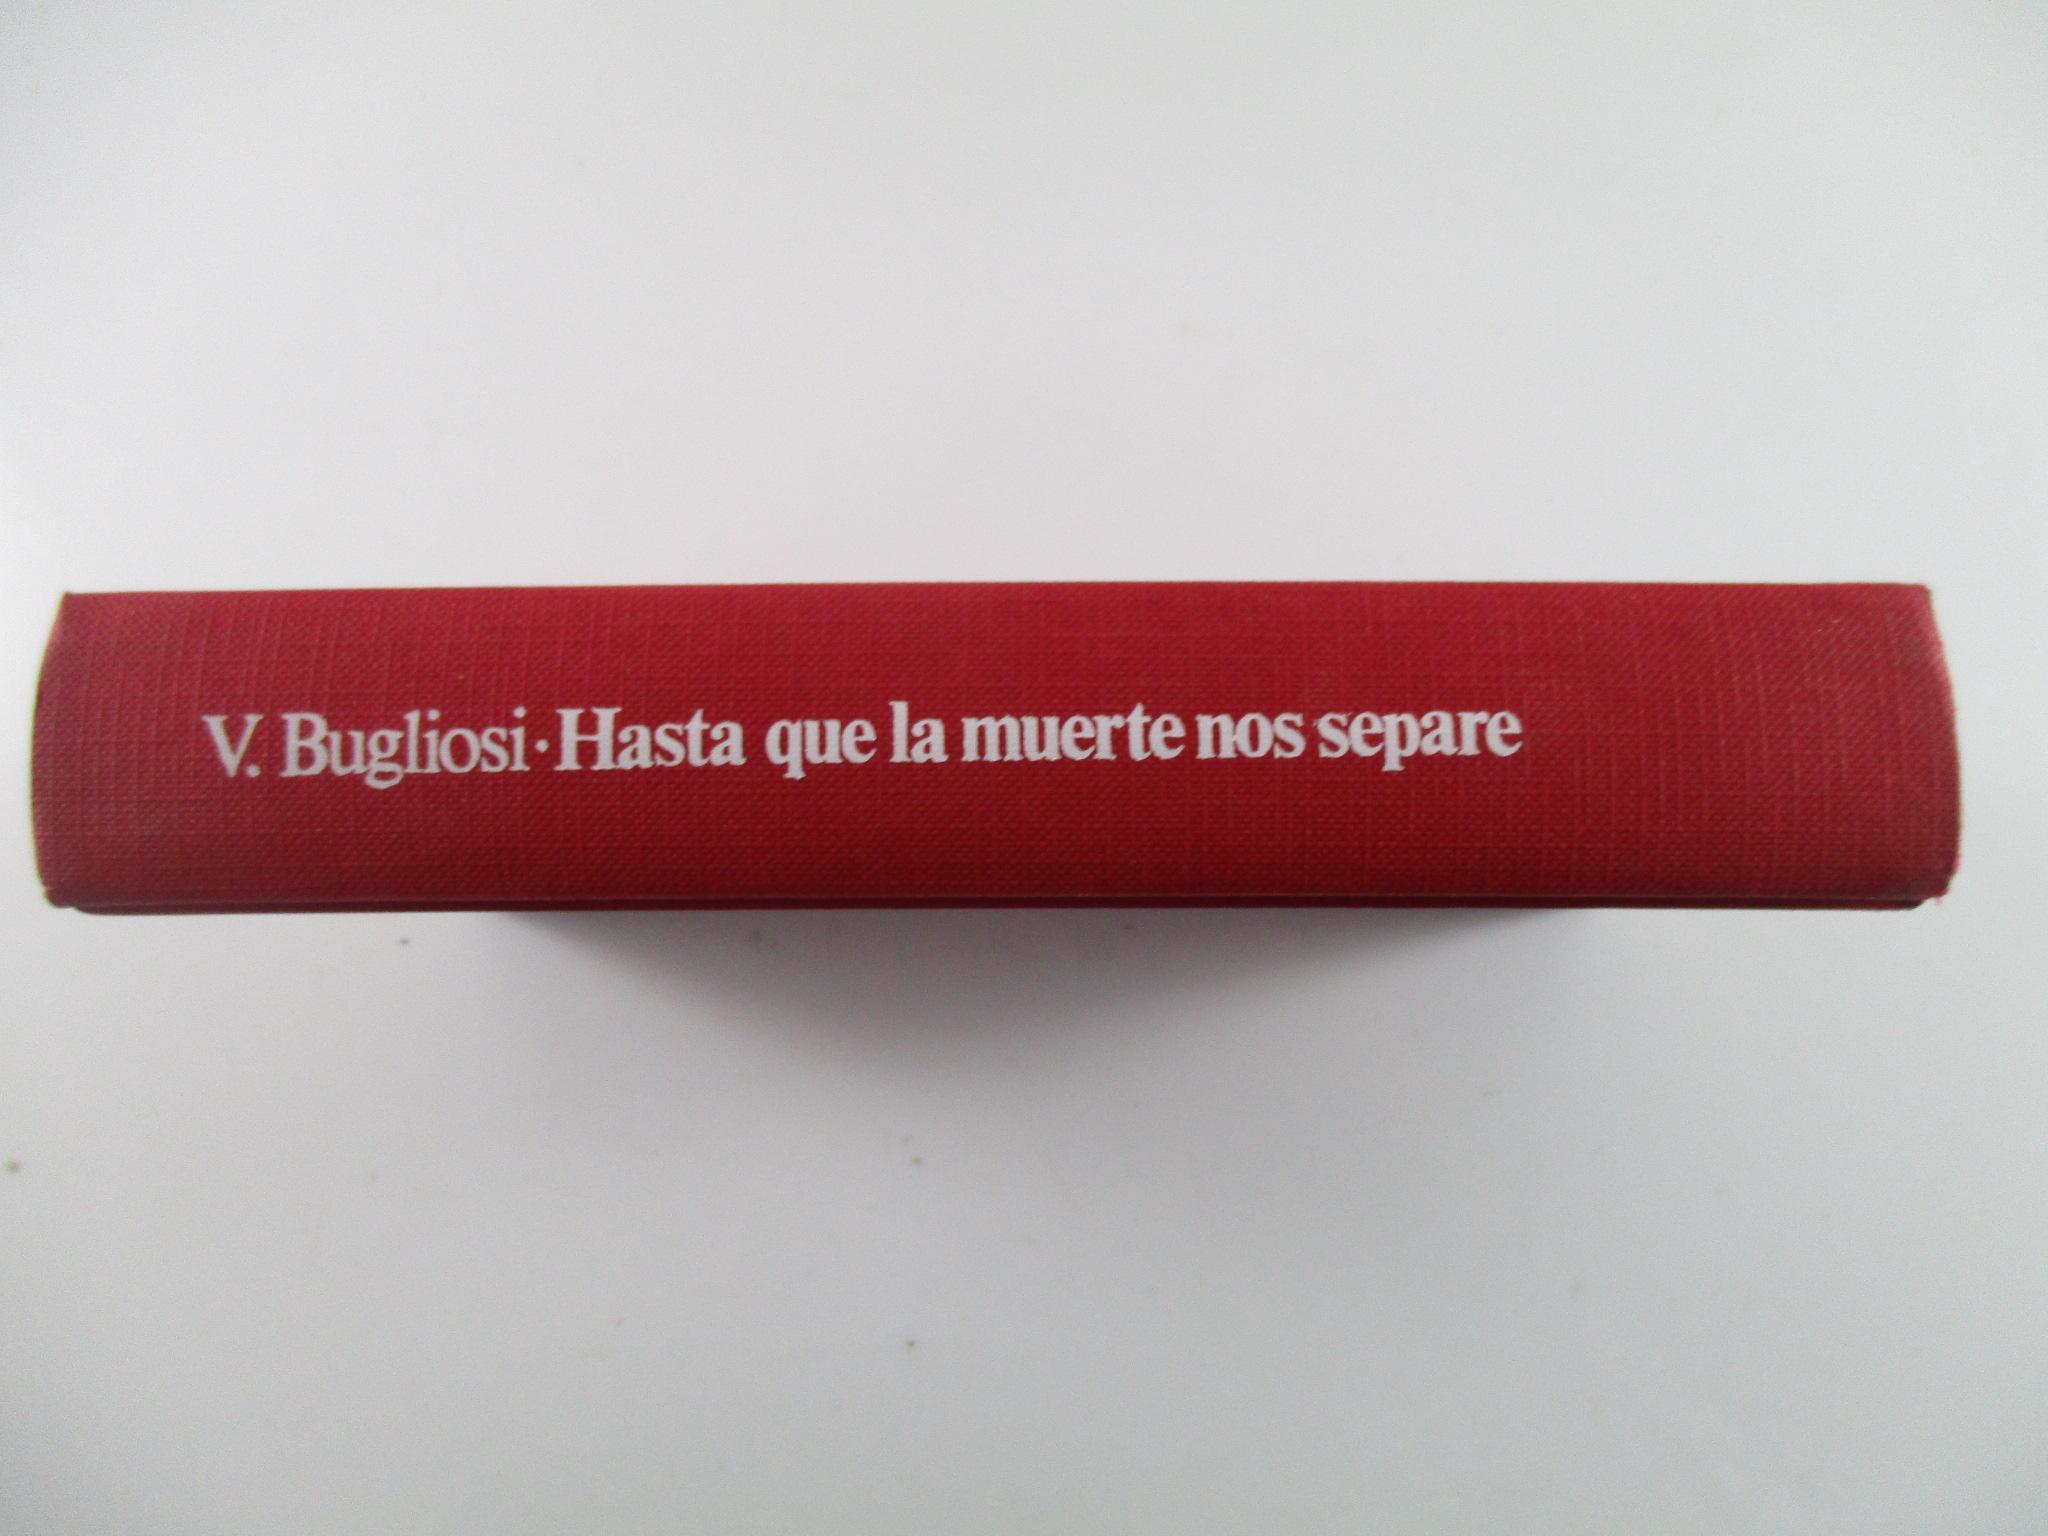 V. Bugliosi · Hasta que la muerte nos separe